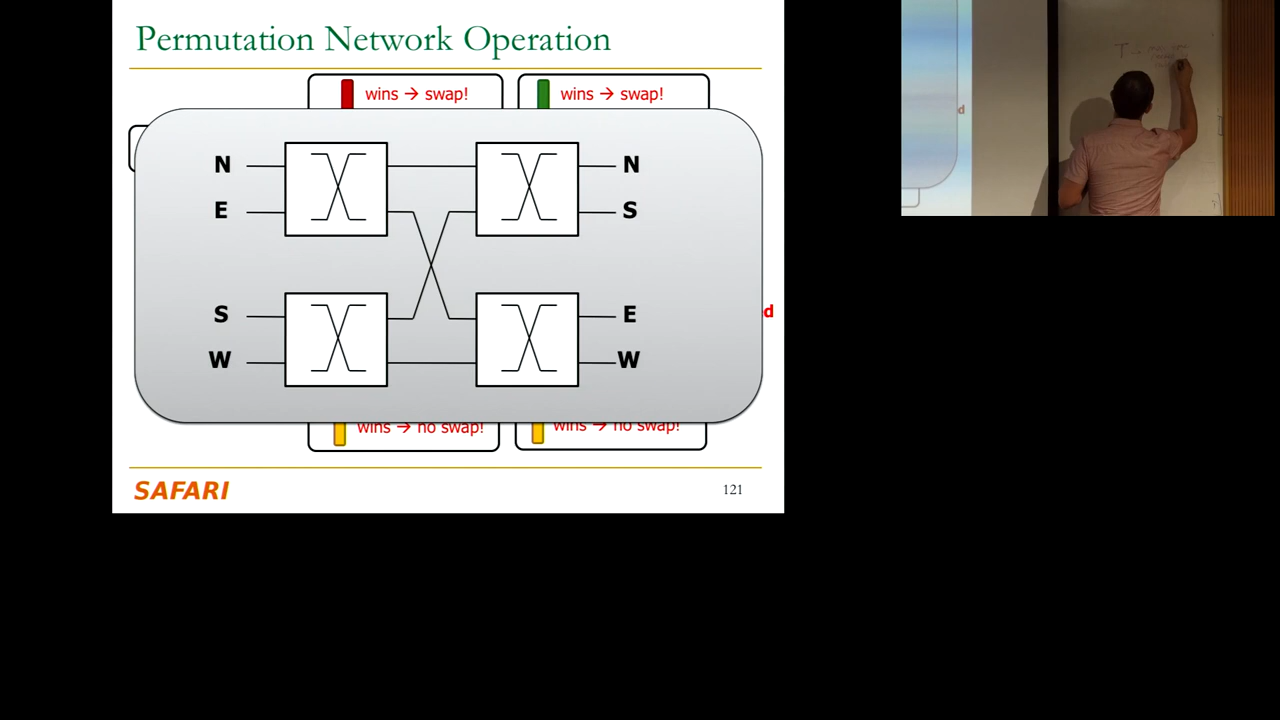 Permutation Network Operation
wins → swap!
wins → swap!
N
N
E
S
S
E
d
W
W
wins → no swap!
wins → no swap!
SAFARI
121
d
T